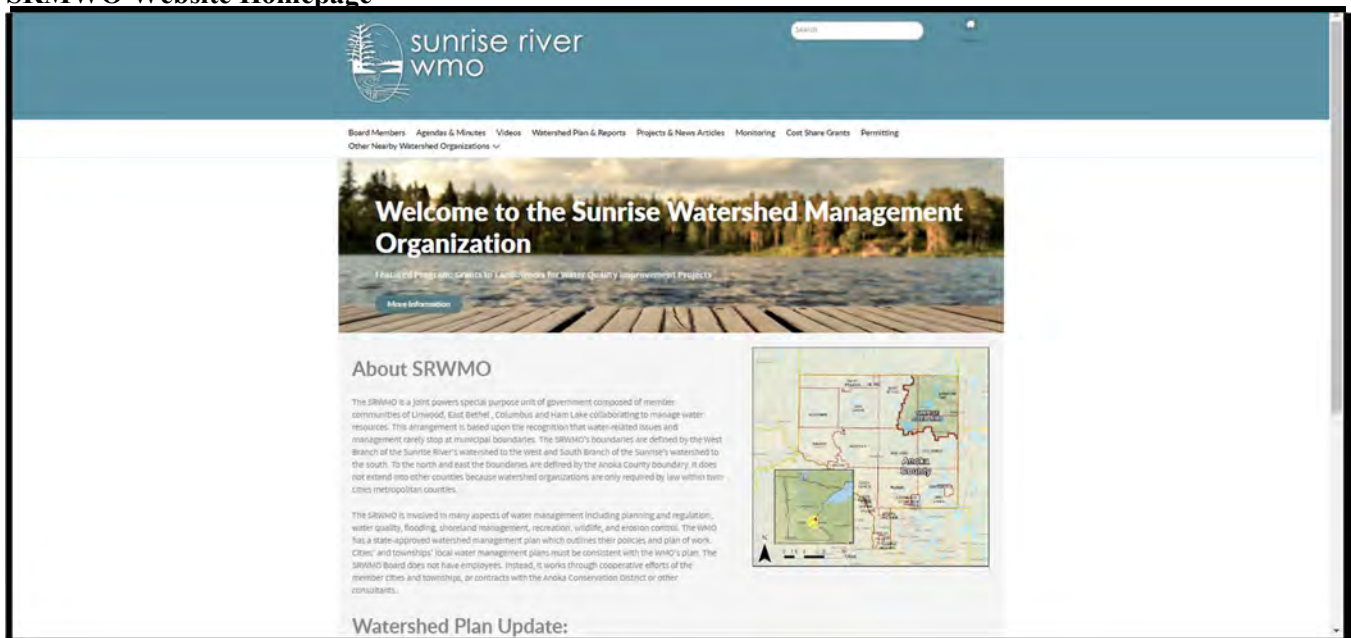 SRMWO Website Homepage
sunrise river
wmo
Search
Board Members Agendas & Minutes Videos Watershed Plan & Reports Projects & News Articles Monitoring Cost Share Grants Permitting
Other Nearby Watershed Organizations
Welcome to the Sunrise Watershed Management
Organization
Featured Program: Grants to Landowners for Water Quality Improvement Projects
More Information
About SRWMO
The SRWMO is a joint powers special purpose unit of government composed of member
communities of Linwood, East Bethel , Columbus and Ham Lake collaborating to manage water
resources. This arrangement is based upon the recognition that water-related issues and
management rarely stop at municipal boundaries. The SRWMO's boundaries are defined by the West
Branch of the Sunrise River's watershed to the West and South Branch of the Sunrise's watershed to
the south. To the north and east the boundaries are defined by the Anoka County boundary. It does
not extend into other counties because watershed organizations are only required by law within twin
cities metropolitan counties.
The SRWMO is involved in many aspects of water management including planning and regulation,
water quality, flooding, shoreland management, recreation, wildlife, and erosion control. The WMO
has a state-approved watershed management plan which outlines their policies and plan of work.
Cities' and townships' local water management plans must be consistent with the WMO's plan. The
SRWMO Board does not have employees. Instead, it works through cooperative efforts of the
member cities and townships, or contracts with the Anoka Conservation District or other
consultants.
Anoka
County
Watershed Plan Update: